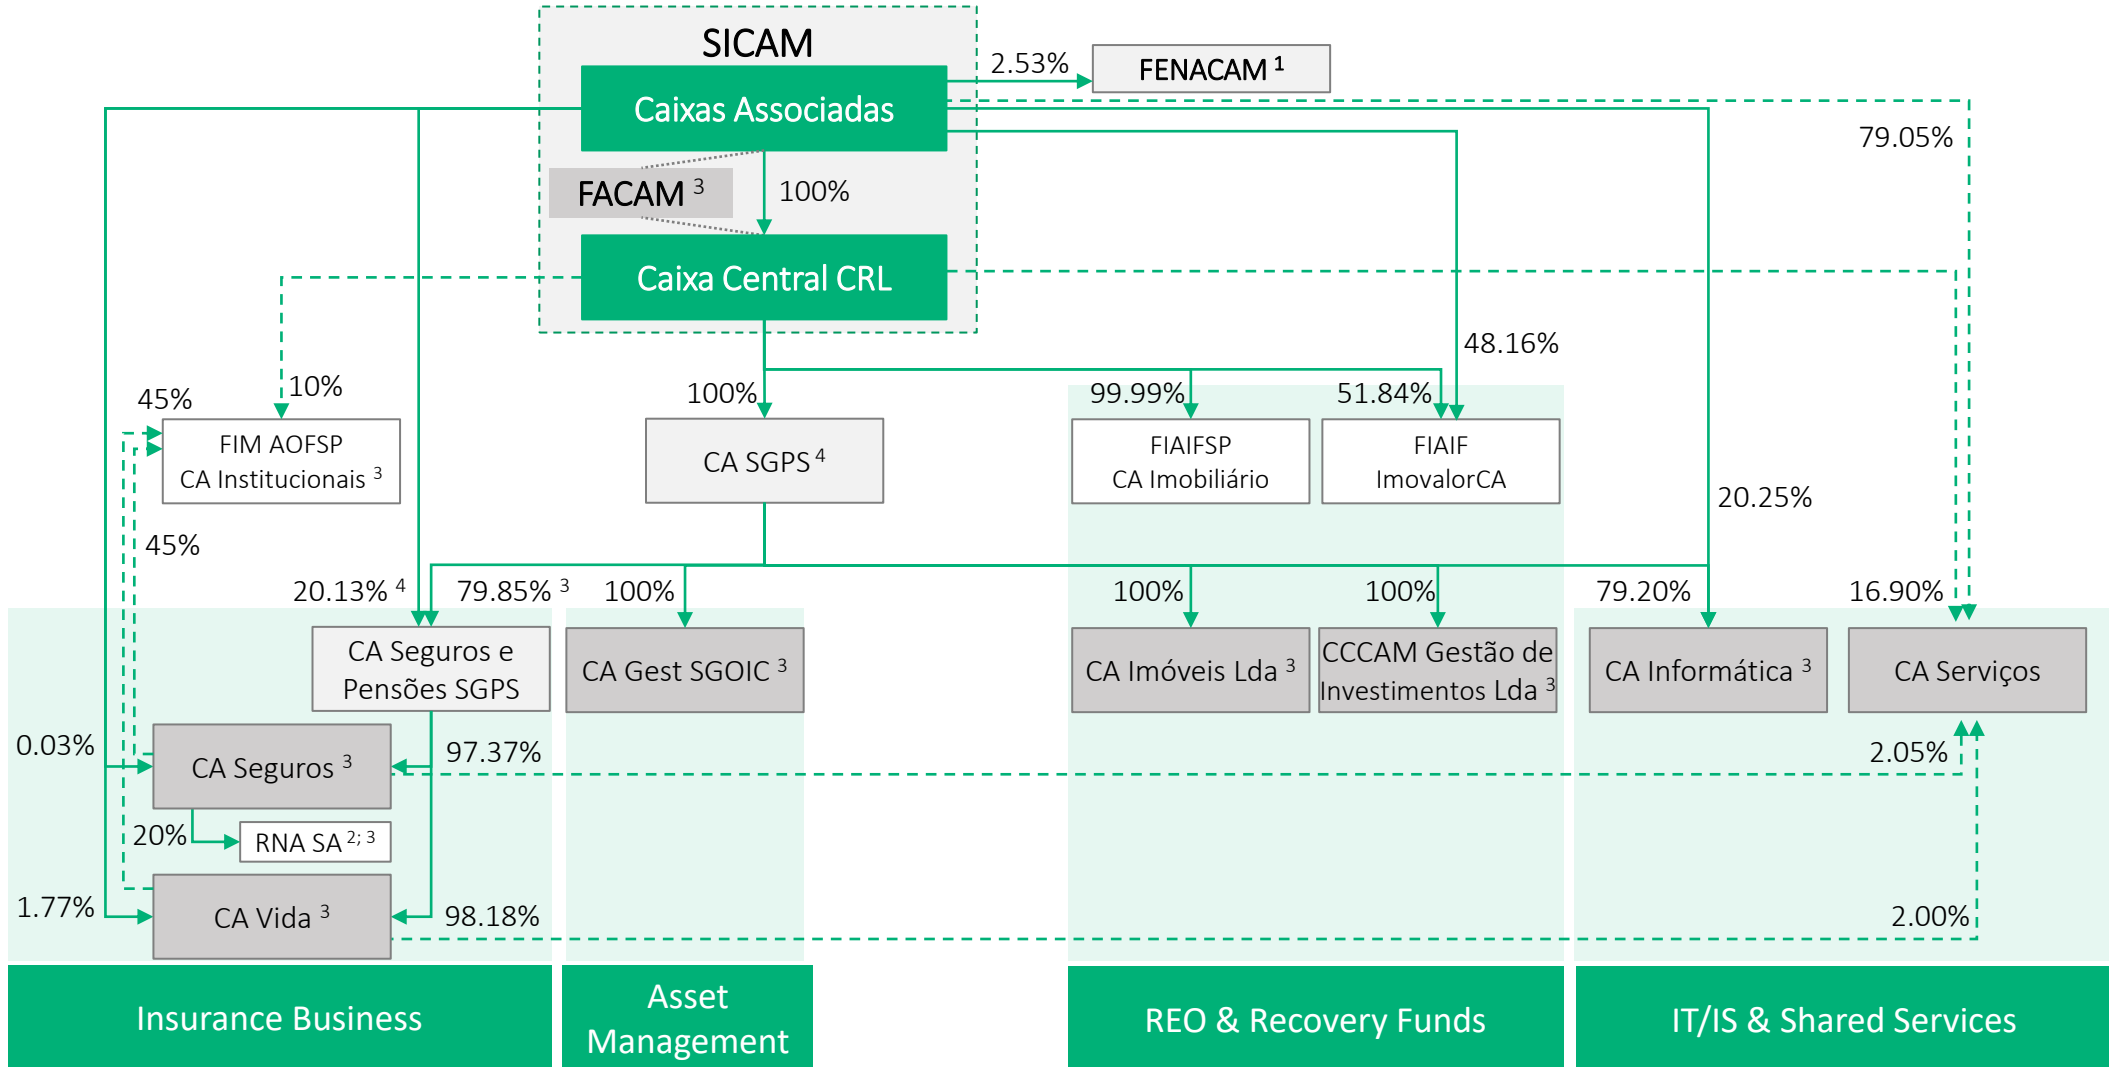 SICAM
2.53%
FENACAM 1
Caixas Associadas
79.05%
FACAM 3
100%
Caixa Central CRL
48.16%
45%
10%
100%
99.99%
51.84%
FIM AOFSP
CA Institucionais 3
CA SGPS 4
FIAIFSP
CA Imobiliário
FIAIF
ImovalorCA
20.25%
45%
20.13% 4
79.85% 3
100%
100%
100%
79.20%
16.90%
CA Seguros e
Pensões SGPS
CA Gest SGOIC 3
CA Imóveis Lda 3
CCCAM Gestão de
Investimentos Lda 3
CA Informática 3
CA Serviços
0.03%
CA Seguros 3
97.37%
2.05%
20%
RNA SA 2; 3
1.77%
CA Vida 3
98.18%
2.00%
Insurance Business
Asset
Management
REO & Recovery Funds
IT/IS & Shared Services